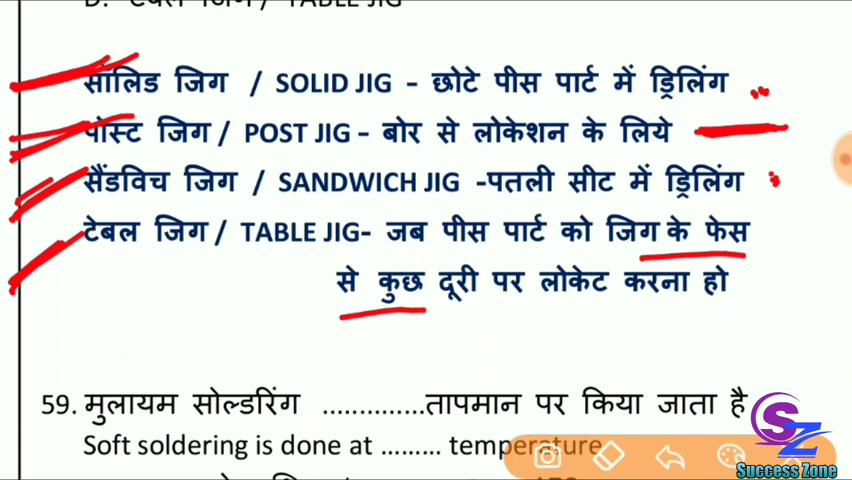 सॉलिड जिग / SOLID JIG - छोटे पीस पार्ट में ड्रिलिंग
पोस्ट जिग / POST JIG - बोर से लोकेशन के लिये
सैंडविच जिग / SANDWICH JIG -पतली सीट में ड्रिलिंग
टेबल जिग / TABLE JIG- जब पीस पार्ट को जिग के फेस
से कुछ दूरी पर लोकेट करना हो
59. मुलायम सोल्डरिंग ..............तापमान पर किया जाता है
Soft soldering is done at ......... temperature
SZ
Success Zone